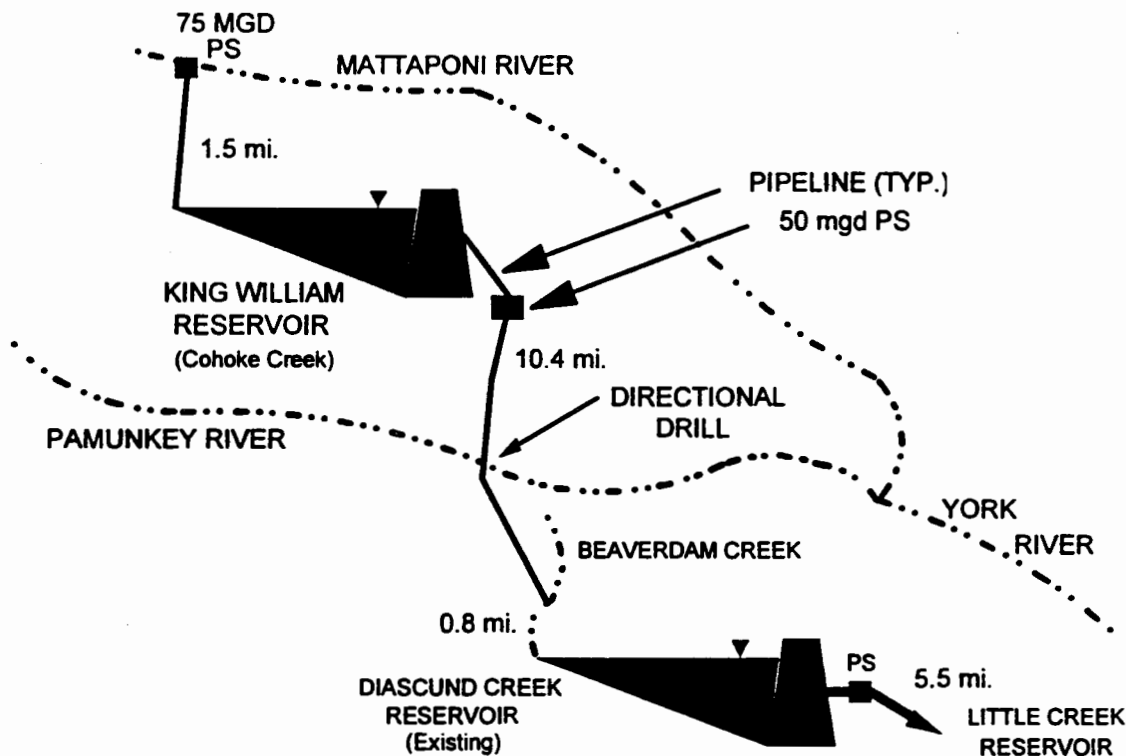 75 MGD
PS
MATTAPONI RIVER
1.5 mi.
PIPELINE (TYP.)
50 mgd PS
KING WILLIAM
RESERVOIR
(Cohoke Creek)
10.4 mi.
DIRECTIONAL
DRILL
PAMUNKEY RIVER
YORK
RIVER
BEAVERDAM CREEK
0.8 mi.
PS
5.5 mi.
DIASCUND CREEK
RESERVOIR
(Existing)
LITTLE CREEK
RESERVOIR